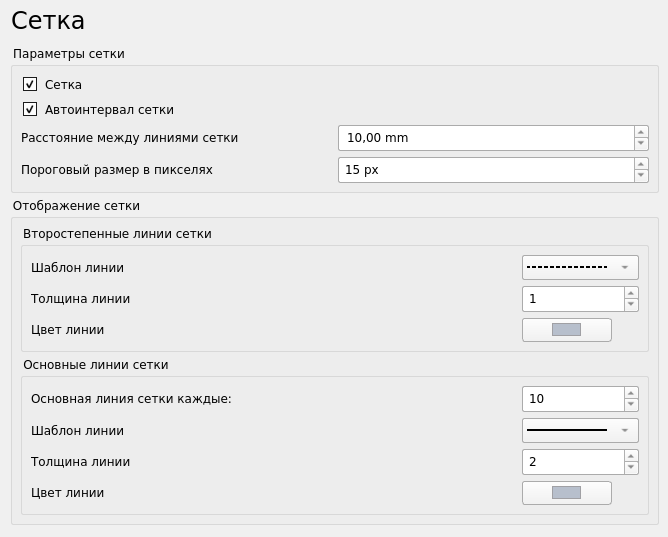 Сетка
Параметры сетки
Сетка
Автоинтервал сетки
Расстояние между линиями сетки 10,00 mm
Пороговый размер в пикселях 15 px
Отображение сетки
Второстепенные линии сетки
Шаблон линии
Толщина линии 1
Цвет линии
Основные линии сетки
Основная линия сетки каждые: 10
Шаблон линии
Толщина линии 2
Цвет линии